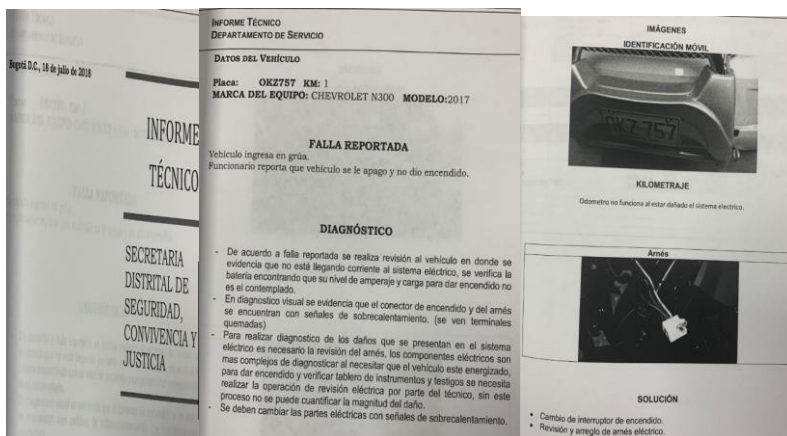 Bogotá D.C., 18 de julio de 2018
INFORME
TÉCNICO
SECRETARIA
DISTRITAL DE
SEGURIDAD,
CONVIVENCIA Y
JUSTICIA
INFORME TÉCNICO
DEPARTAMENTO DE SERVICIO
DATOS DEL VEHÍCULO
Placa: OKZ757 KM: 1
MARCA DEL EQUIPO: CHEVROLET N300 MODELO:2017
FALLA REPORTADA
Vehiculo ingresa en grúa.
Funcionario reporta que vehículo se le apago y no dio encendido.
DIAGNÓSTICO
- De acuerdo a falla reportada se realiza revisión al vehículo en donde se
evidencia que no está llegando corriente al sistema eléctrico, se verifica la
batería encontrando que su nivel de amperaje y carga para dar encendido no
es el contemplado.
- En diagnostico visual se evidencia que el conector de encendido y del arnés
se encuentran con señales de sobrecalentamiento. (se ven terminales
quemadas)
- Para realizar diagnostico de los daños que se presentan en el sistema
eléctrico es necesario la revisión del arnés, los componentes eléctricos son
mas complejos de diagnosticar al necesitar que el vehículo este energizado,
para dar encendido y verificar tablero de instrumentos y testigos se necesita
realizar la operación de revisión eléctrica por parte del técnico, sin este
proceso no se puede cuantificar la magnitud del daño.
- Se deben cambiar las partes eléctricas con señales de sobrecalentamiento.
IMÁGENES
IDENTIFICACIÓN MÓVIL
OKZ-757
KILOMETRAJE
Odometro no funciona al estar dañado el sistema electrico.
Arnés
SOLUCIÓN
• Cambio de interruptor de encendido.
• Revisión y arreglo de arnés eléctrico.